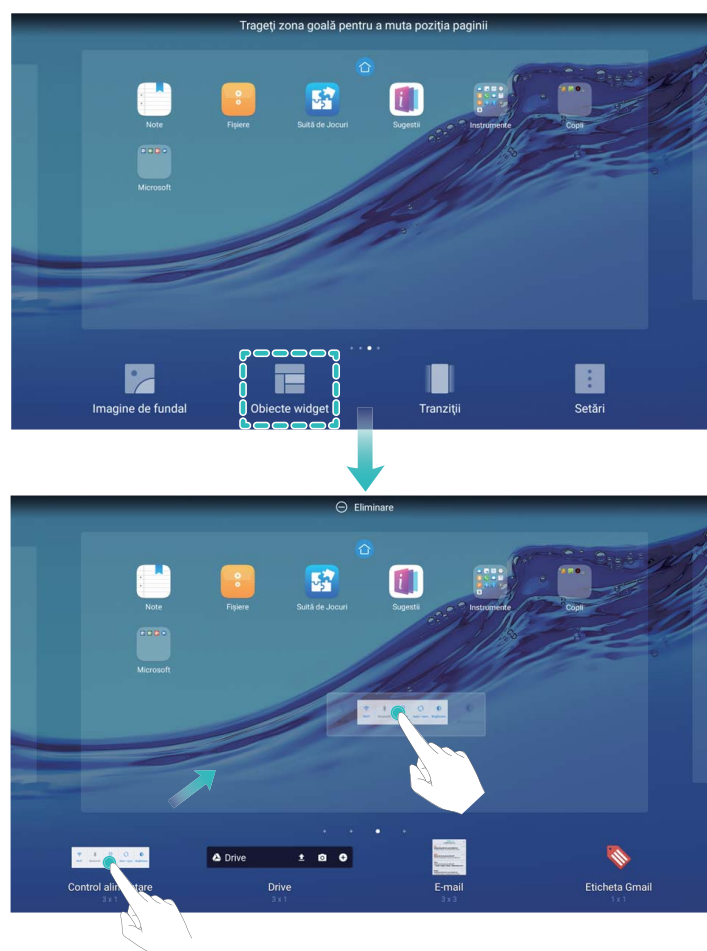 Trageţi zona goală pentru a muta poziţia paginii
Note
Fişiere
Suită de Jocuri
Sugestii
Instrumente
Copii
Microsoft
Imagine de fundal
Obiecte widget
Tranziţii
Setări
Eliminare
Note
Fişiere
Suită de Jocuri
Sugestii
Instrumente
Copii
Microsoft
Drive
Control alimentare
Drive
E-mail
Eticheta Gmail
3 x 1
3 x 1
3 x 3
1 x 1